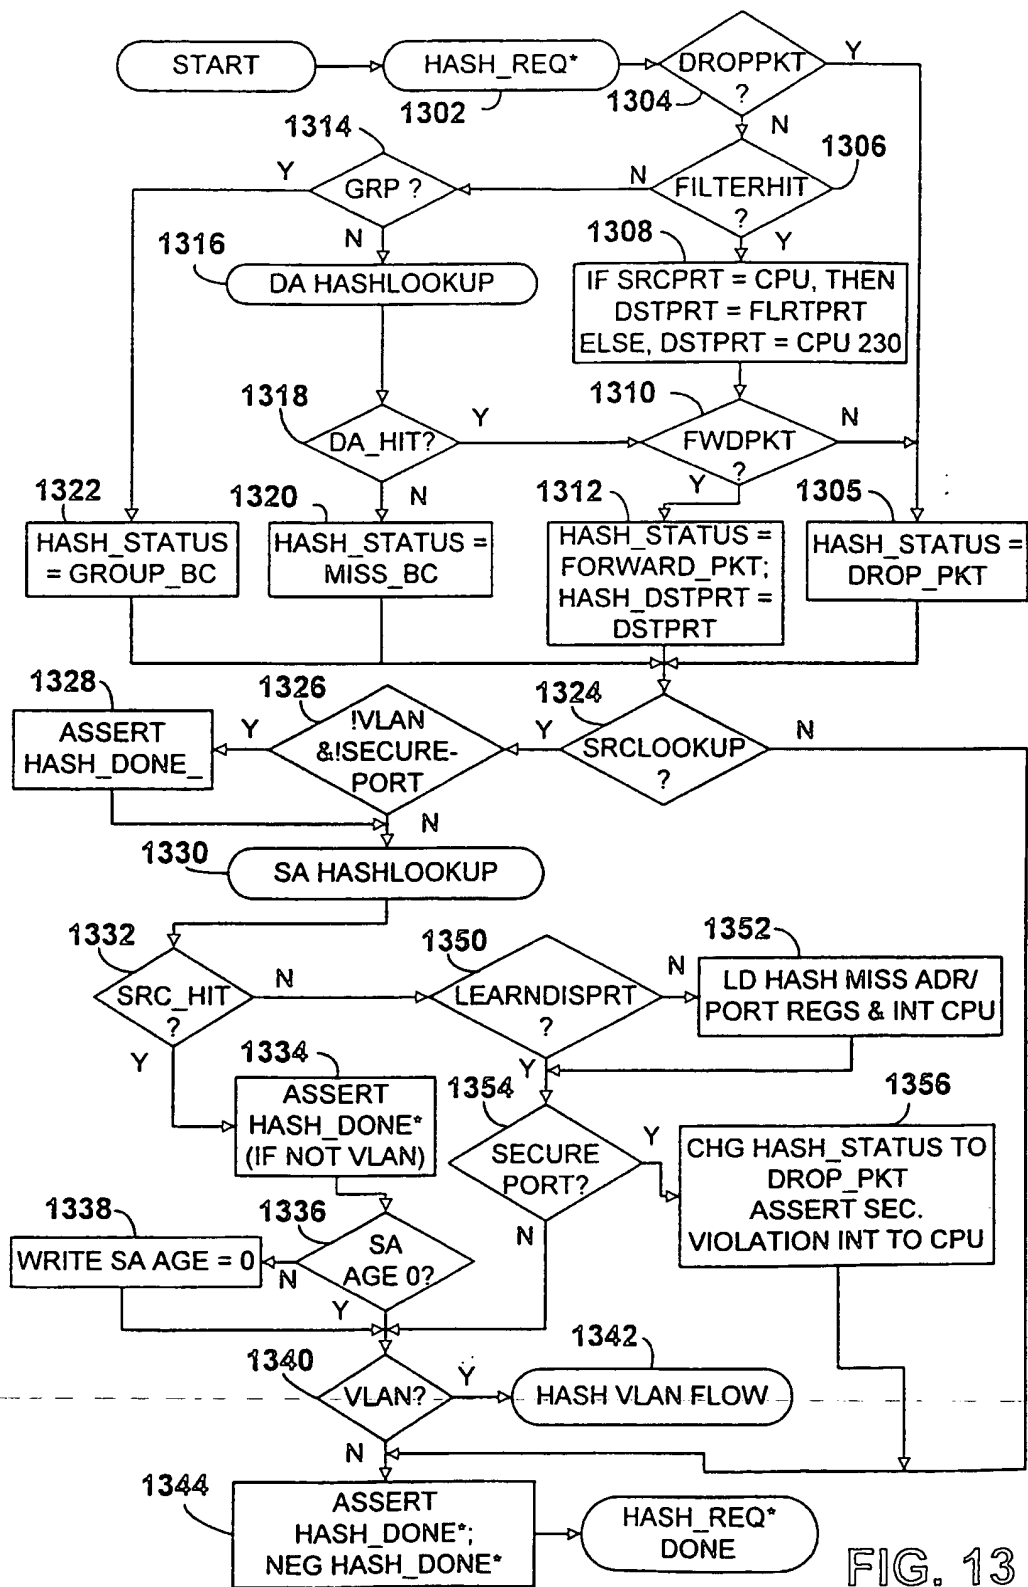 START
HASH_REQ*
1302
DROPPKT
?
1304
Y
N
1314
GRP ?
Y
N
FILTERHIT
?
1306
N
Y
1316
DA HASHLOOKUP
1308
IF SRCPRT = CPU, THEN
DSTPRT = FLRTPRT
ELSE, DSTPRT = CPU 230
1318
DA_HIT?
Y
N
1310
FWDPKT
?
N
Y
1322
HASH_STATUS
= GROUP_BC
1320
HASH_STATUS =
MISS_BC
1312
HASH_STATUS =
FORWARD_PKT;
HASH_DSTPRT =
DSTPRT
1305
HASH_STATUS =
DROP_PKT
1328
ASSERT
HASH_DONE_
1326
!VLAN
&!SECURE-
PORT
Y
N
1324
SRCLOOKUP
?
Y
N
1330
SA HASHLOOKUP
1332
SRC_HIT
?
N
Y
1350
LEARNDISPRT
?
N
Y
1352
LD HASH MISS ADR/
PORT REGS & INT CPU
1334
ASSERT
HASH_DONE*
(IF NOT VLAN)
1354
SECURE
PORT?
Y
N
1356
CHG HASH_STATUS TO
DROP_PKT
ASSERT SEC.
VIOLATION INT TO CPU
1338
WRITE SA AGE = 0
1336
SA
AGE 0?
N
Y
1340
VLAN?
Y
N
1342
HASH VLAN FLOW
1344
ASSERT
HASH_DONE*;
NEG HASH_DONE*
HASH_REQ*
DONE
FIG. 13